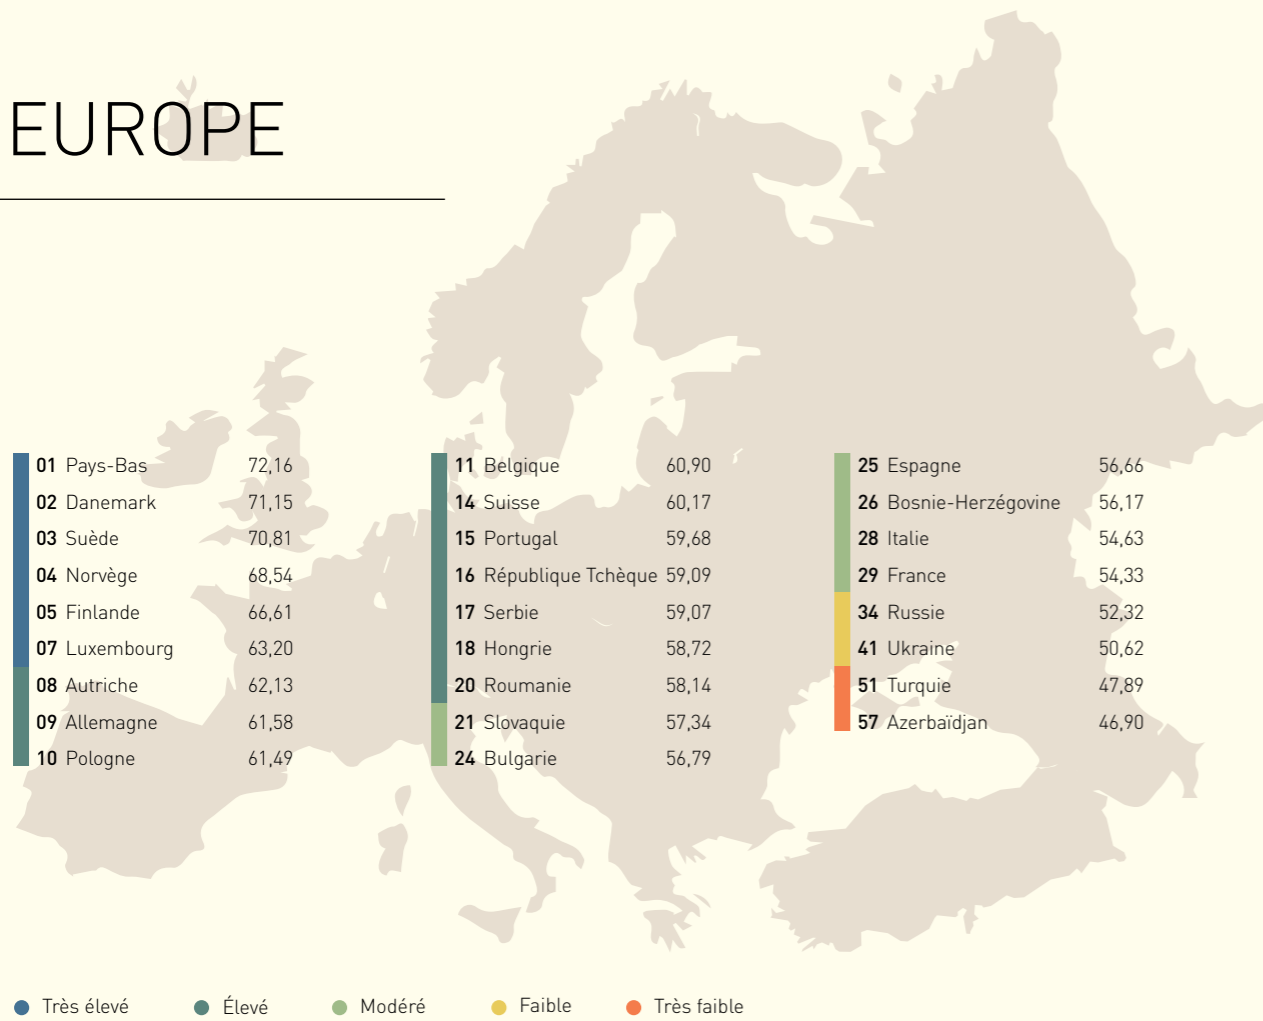 EUROPE
01 Pays-Bas 72,16
02 Danemark 71,15
03 Suède 70,81
04 Norvège 68,54
05 Finlande 66,61
07 Luxembourg 63,20
08 Autriche 62,13
09 Allemagne 61,58
10 Pologne 61,49
11 Belgique 60,90
14 Suisse 60,17
15 Portugal 59,68
16 République Tchèque 59,09
17 Serbie 59,07
18 Hongrie 58,72
20 Roumanie 58,14
21 Slovaquie 57,34
24 Bulgarie 56,79
25 Espagne 56,66
26 Bosnie-Herzégovine 56,17
28 Italie 54,63
29 France 54,33
34 Russie 52,32
41 Ukraine 50,62
51 Turquie 47,89
57 Azerbaïdjan 46,90
Très élevé Élevé Modéré Faible Très faible